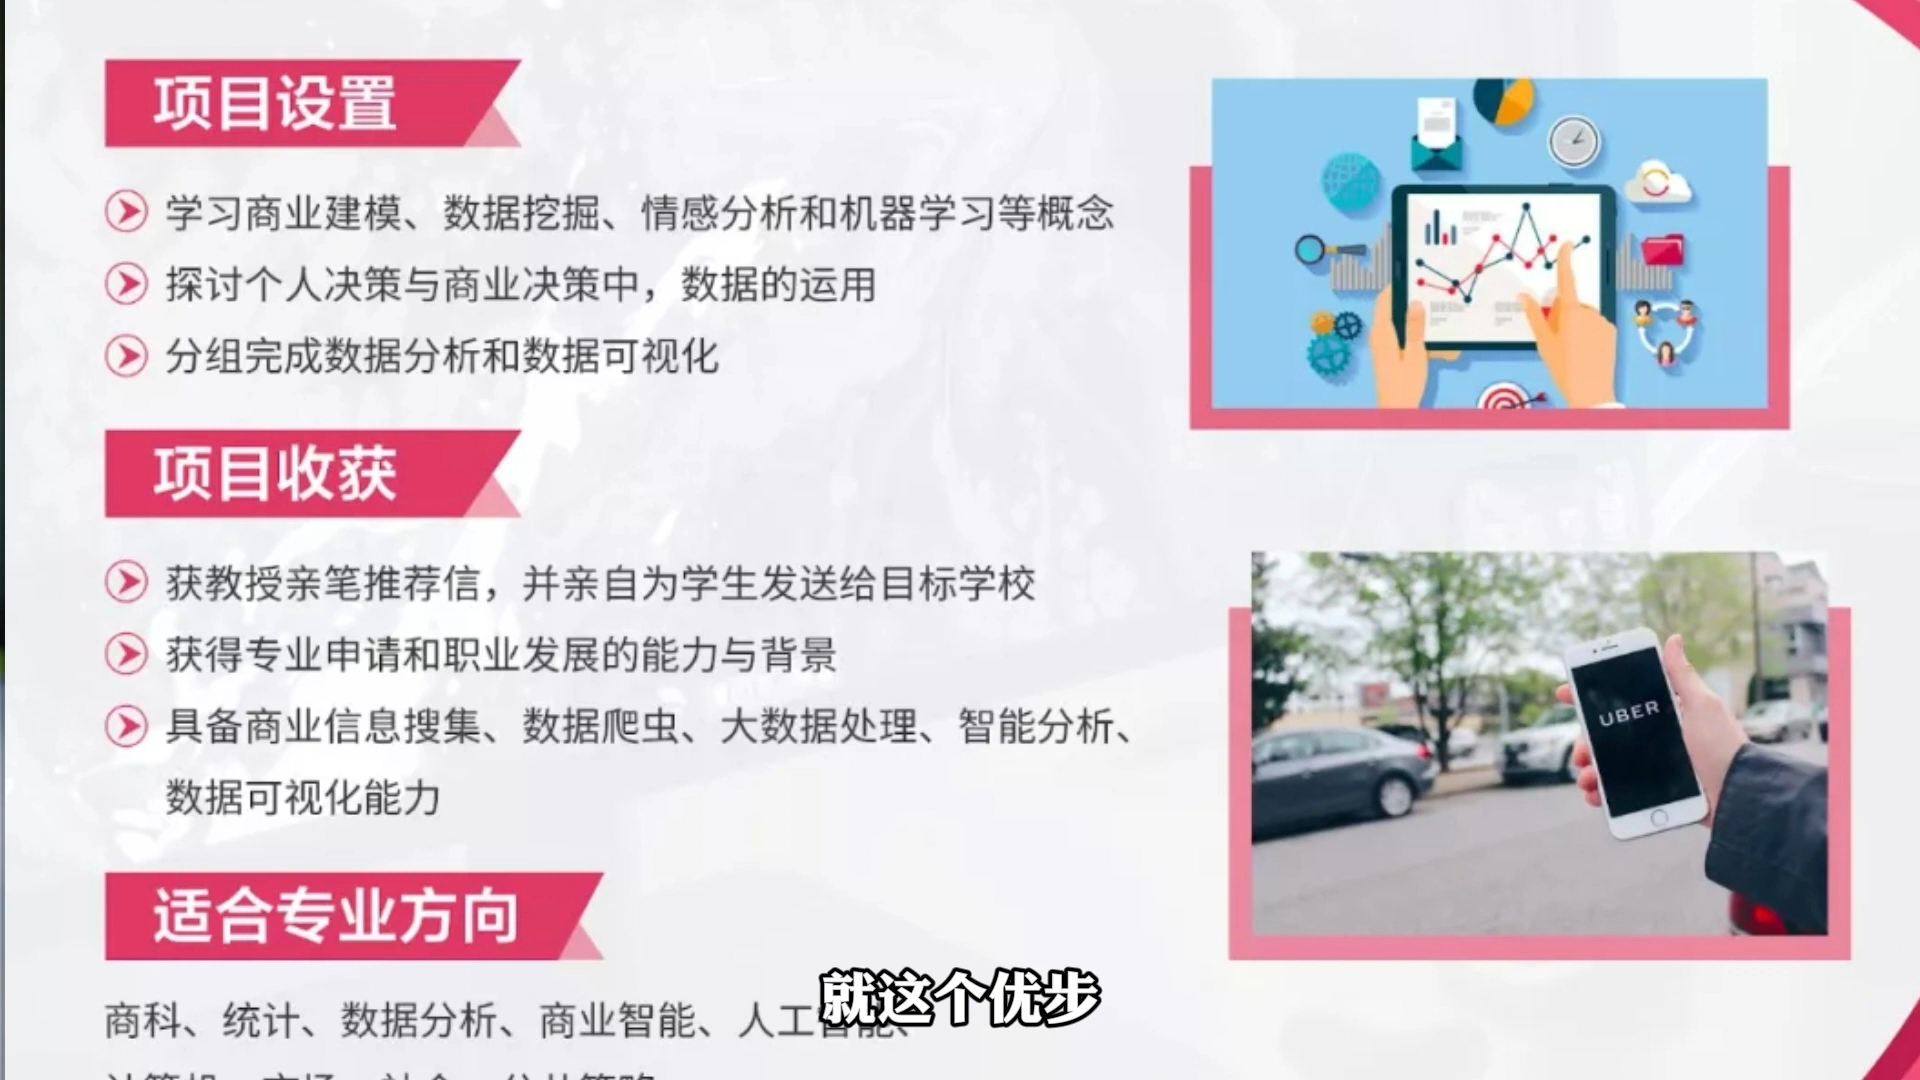 项目设置
学习商业建模、数据挖掘、情感分析和机器学习等概念
探讨个人决策与商业决策中，数据的运用
分组完成数据分析和数据可视化
项目收获
获教授亲笔推荐信，并亲自为学生发送给目标学校
获得专业申请和职业发展的能力与背景
具备商业信息搜集、数据爬虫、大数据处理、智能分析、
数据可视化能力
UBER
适合专业方向
商科、统计、数据分析、商业智能、人工智能、
就这个优步